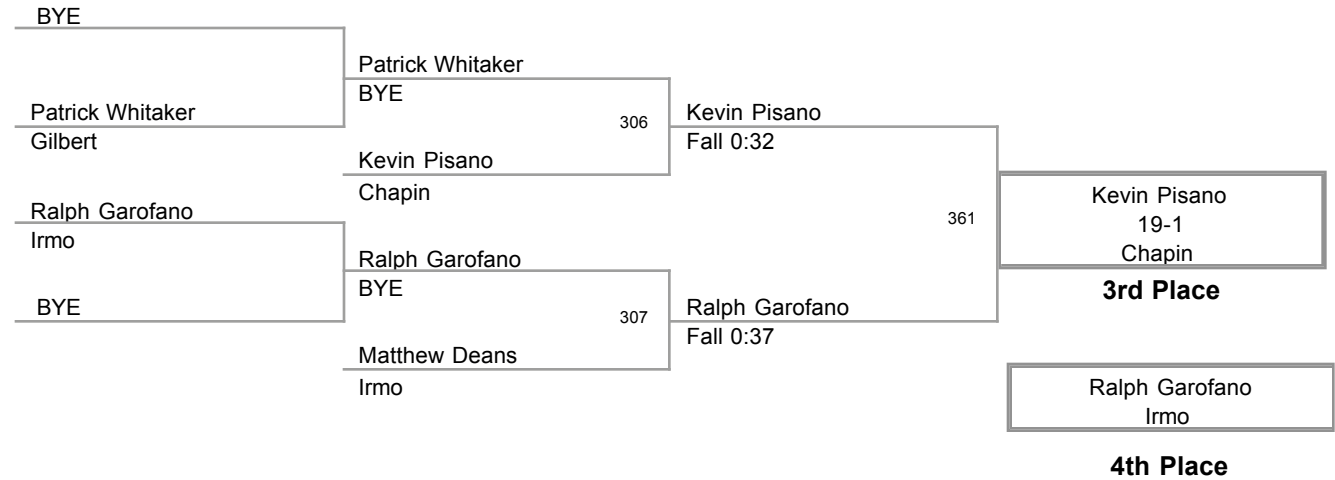 BYE
Patrick Whitaker
Gilbert
Ralph Garofano
Irmo
BYE
Patrick Whitaker
BYE
306
Kevin Pisano
Chapin
Ralph Garofano
BYE
307
Matthew Deans
Irmo
Kevin Pisano
Fall 0:32
361
Ralph Garofano
Fall 0:37
Kevin Pisano
19-1
Chapin
3rd Place
Ralph Garofano
Irmo
4th Place